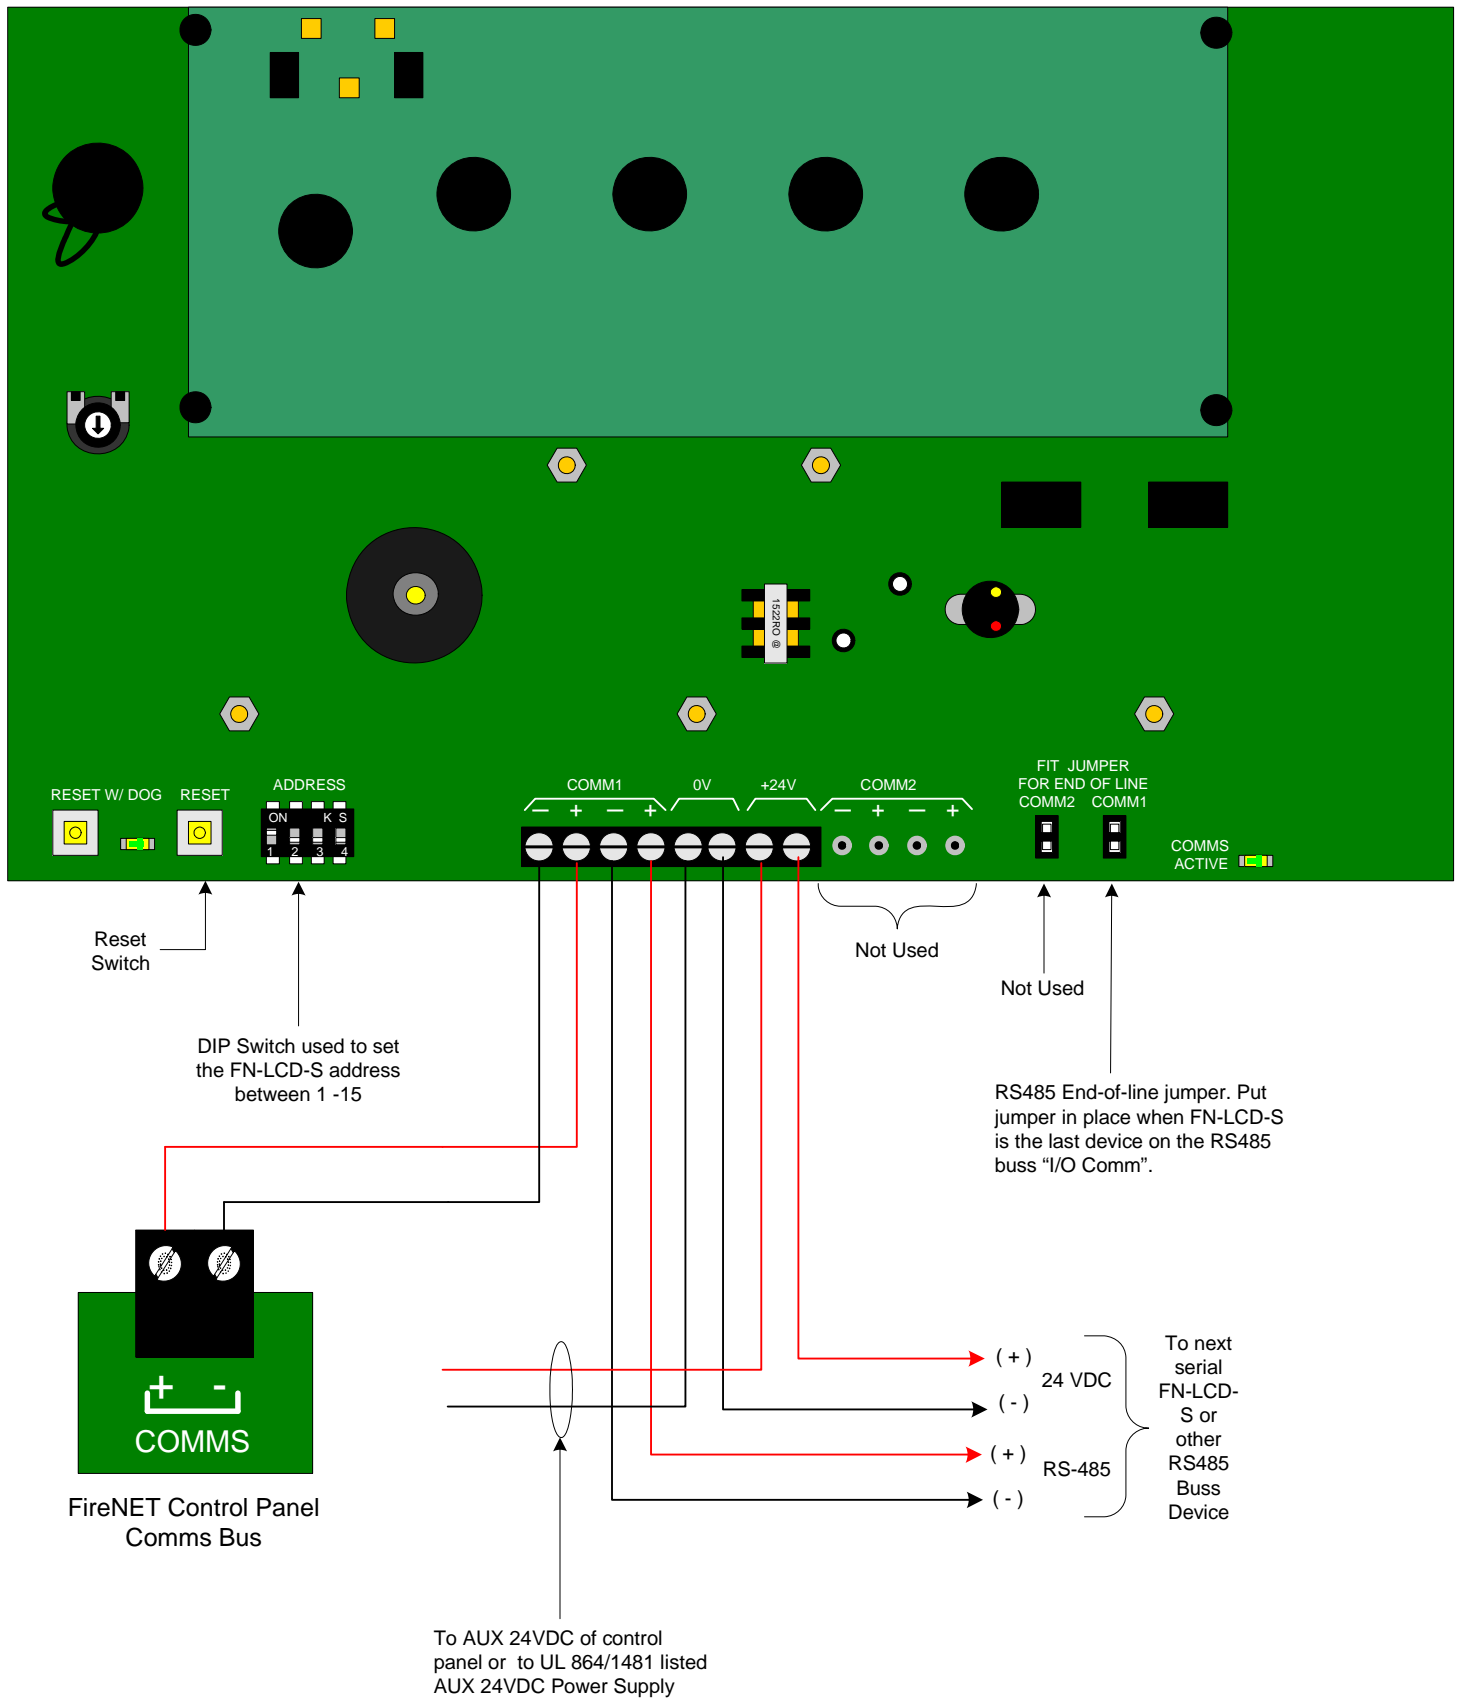 1522RO @
RESET W/ DOG
RESET
ADDRESS
ON K S
1 2 3 4
COMM1
0V
+24V
COMM2
− + − +
− + − +
FIT JUMPER
FOR END OF LINE
COMM2 COMM1
COMMS
ACTIVE
Reset
Switch
DIP Switch used to set
the FN-LCD-S address
between 1 -15
Not Used
Not Used
RS485 End-of-line jumper. Put
jumper in place when FN-LCD-S
is the last device on the RS485
buss “I/O Comm”.
+ -
COMMS
FireNET Control Panel
Comms Bus
( + )
24 VDC
( - )
( + )
RS-485
( - )
To next
serial
FN-LCD-
S or
other
RS485
Buss
Device
To AUX 24VDC of control
panel or to UL 864/1481 listed
AUX 24VDC Power Supply